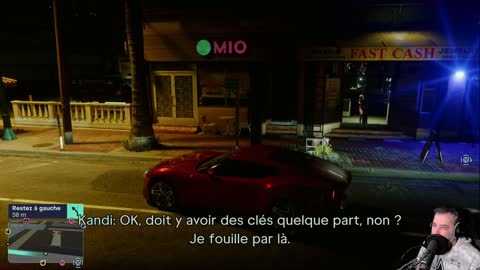 MIO
FAST CASH
Restez à gauche
58 m
Kandi: OK, doit y avoir des clés quelque part, non ?
Je fouille par là.